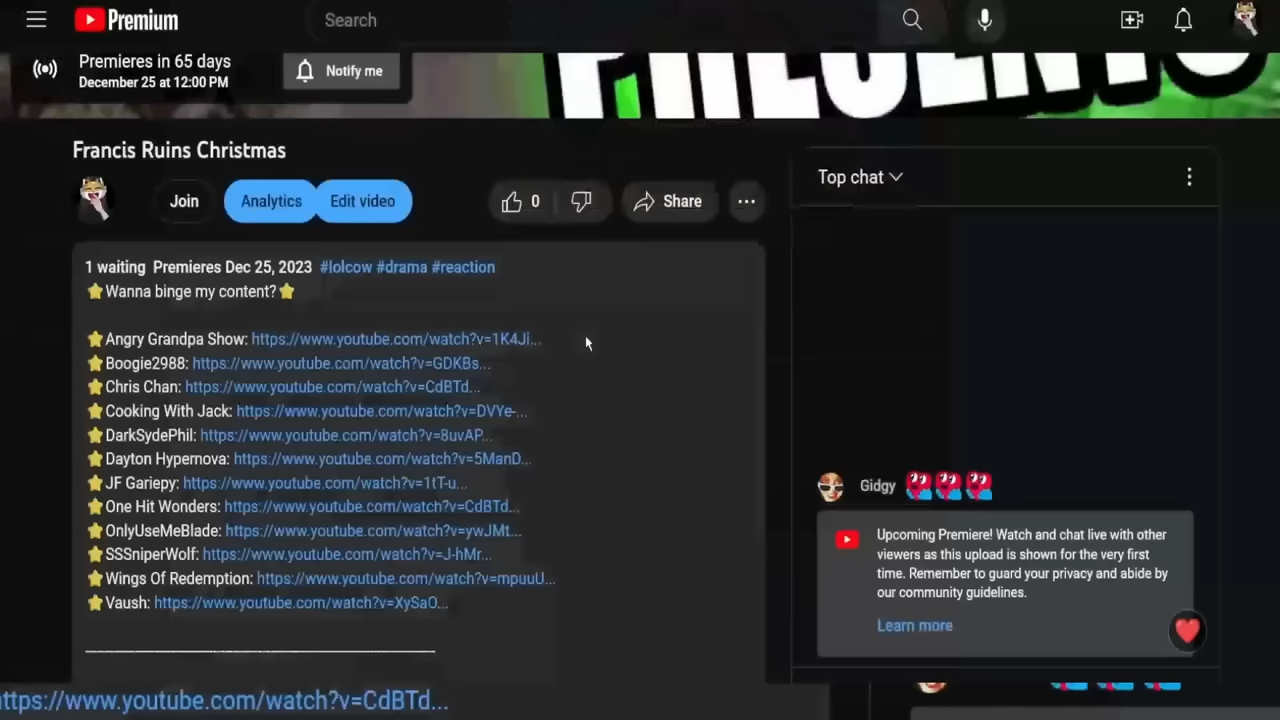 Premium
Search
Premieres in 65 days
December 25 at 12:00 PM
Notify me
PRESENTS
Francis Ruins Christmas
Join
Analytics
Edit video
0
Share
1 waiting Premieres Dec 25, 2023 #lolcow #drama #reaction
Wanna binge my content?
Angry Grandpa Show: https://www.youtube.com/watch?v=1K4Ji...
Boogie2988: https://www.youtube.com/watch?v=GDKBs...
Chris Chan: https://www.youtube.com/watch?v=CdBTd...
Cooking With Jack: https://www.youtube.com/watch?v=DVYe-...
DarkSydePhil: https://www.youtube.com/watch?v=8uvAP...
Dayton Hypernova: https://www.youtube.com/watch?v=5ManD...
JF Gariepy: https://www.youtube.com/watch?v=1tT-u...
One Hit Wonders: https://www.youtube.com/watch?v=CdBTd...
OnlyUseMeBlade: https://www.youtube.com/watch?v=ywJMt...
SSSniperWolf: https://www.youtube.com/watch?v=J-hMr...
Wings Of Redemption: https://www.youtube.com/watch?v=mpuuU...
Vaush: https://www.youtube.com/watch?v=XySaO...
ttps://www.youtube.com/watch?v=CdBTd...
Top chat
Gidgy
Upcoming Premiere! Watch and chat live with other
viewers as this upload is shown for the very first
time. Remember to guard your privacy and abide by
our community guidelines.
Learn more